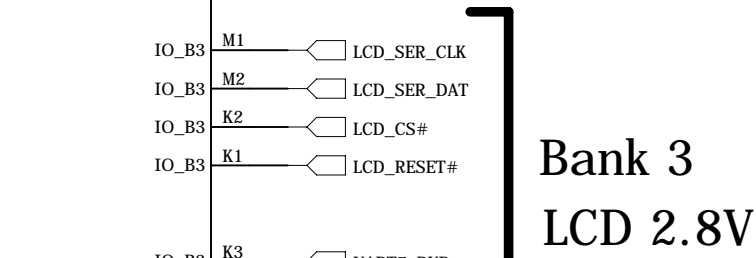 IO_B3 M1 LCD_SER_CLK
IO_B3 M2 LCD_SER_DAT
IO_B3 K2 LCD_CS#
IO_B3 K1 LCD_RESET#
Bank 3
LCD 2.8V
K3